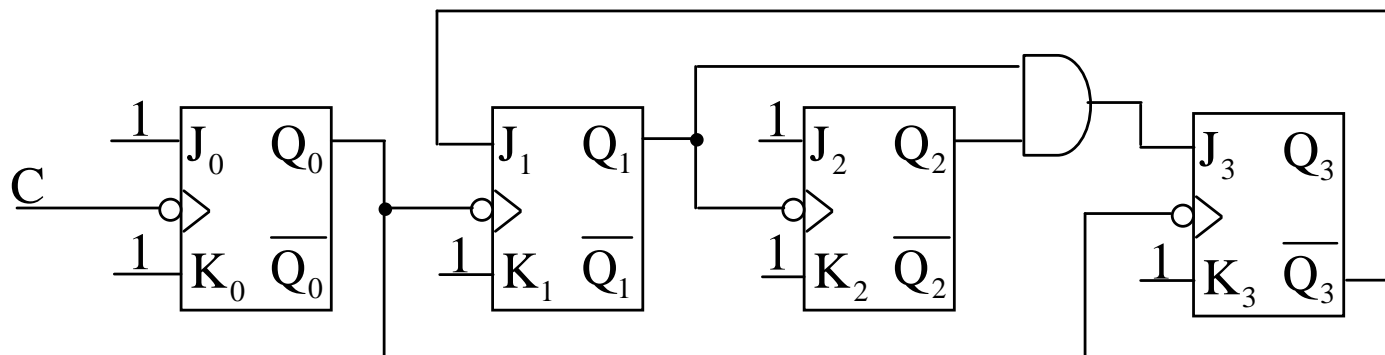 1 J₀ Q₀
C
1 K₀ Q̅₀
J₁ Q₁
1 K₁ Q̅₁
1 J₂ Q₂
1 K₂ Q̅₂
J₃ Q₃
1 K₃ Q̅₃